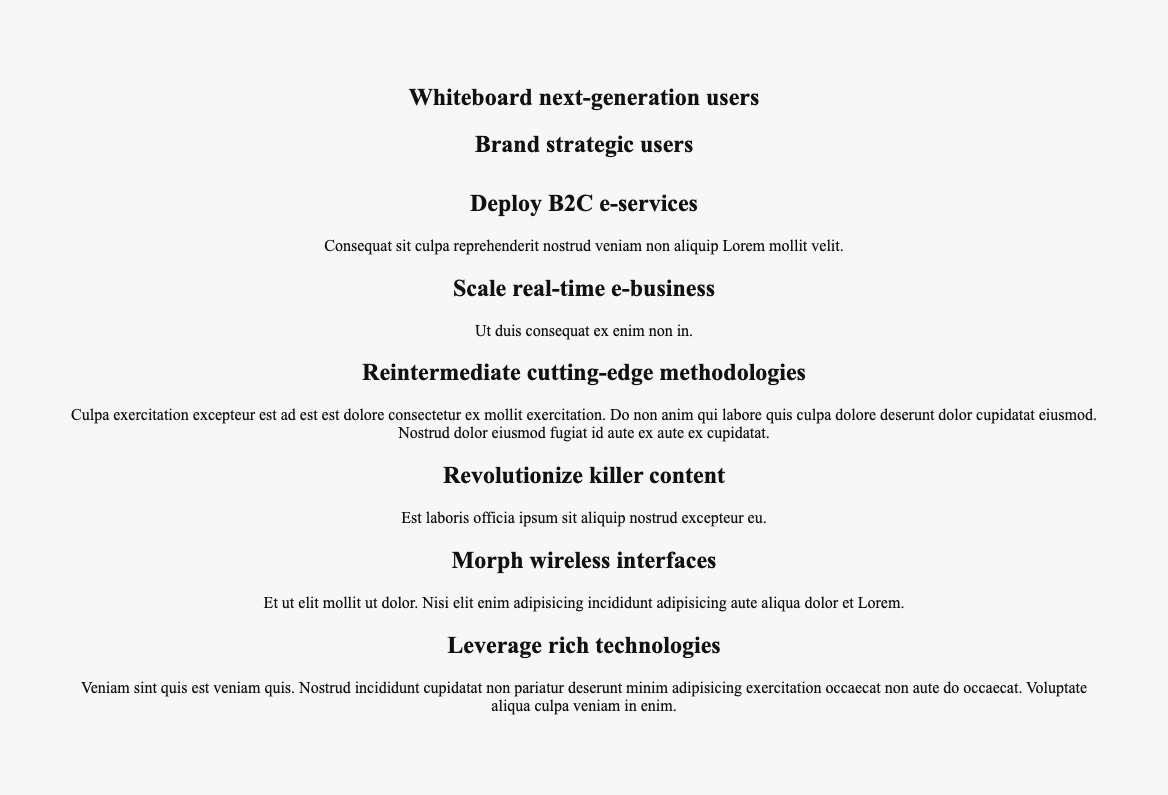 Whiteboard next-generation users
Brand strategic users
Deploy B2C e-services
Consequat sit culpa reprehenderit nostrud veniam non aliquip Lorem mollit velit.
Scale real-time e-business
Ut duis consequat ex enim non in.
Reintermediate cutting-edge methodologies
Culpa exercitation excepteur est ad est est dolore consectetur ex mollit exercitation. Do non anim qui labore quis culpa dolore deserunt dolor cupidatat eiusmod.
Nostrud dolor eiusmod fugiat id aute ex aute ex cupidatat.
Revolutionize killer content
Est laboris officia ipsum sit aliquip nostrud excepteur eu.
Morph wireless interfaces
Et ut elit mollit ut dolor. Nisi elit enim adipisicing incididunt adipisicing aute aliqua dolor et Lorem.
Leverage rich technologies
Veniam sint quis est veniam quis. Nostrud incididunt cupidatat non pariatur deserunt minim adipisicing exercitation occaecat non aute do occaecat. Voluptate
aliqua culpa veniam in enim.